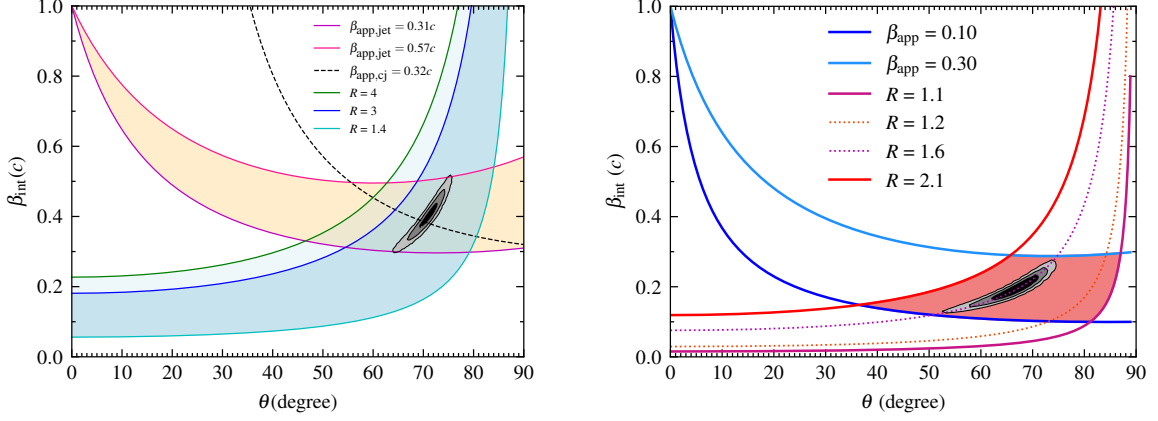 1.0
0.8
0.6
0.4
0.2
0.0
β_int (c)
0 10 20 30 40 50 60 70 80 90
θ (degree)
β_app,jet = 0.31c
β_app,jet = 0.57c
β_app,cj = 0.32c
R = 4
R = 3
R = 1.4
1.0
0.8
0.6
0.4
0.2
0.0
β_int (c)
0 10 20 30 40 50 60 70 80 90
θ (degree)
β_app = 0.10
β_app = 0.30
R = 1.1
R = 1.2
R = 1.6
R = 2.1